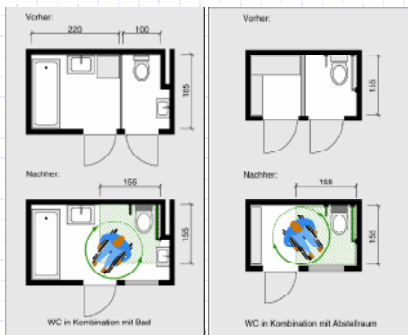 Vorher:
220
100
165
Nachher:
155
155
WC in Kombination mit Bad
Vorher:
155
Nachher:
155
155
WC in Kombination mit Abstellraum